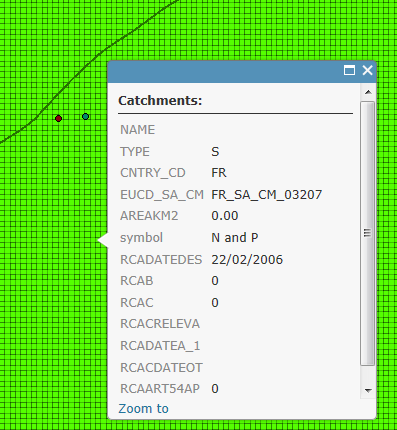 Catchments:
NAME
TYPE S
CNTRY_CD FR
EUCD_SA_CM FR_SA_CM_03207
AREAKM2 0.00
symbol N and P
RCADATEDES 22/02/2006
RCAB 0
RCAC 0
RCACRELEVA
RCADATEA_1
RCACDATEOT
RCAART54AP 0
Zoom to